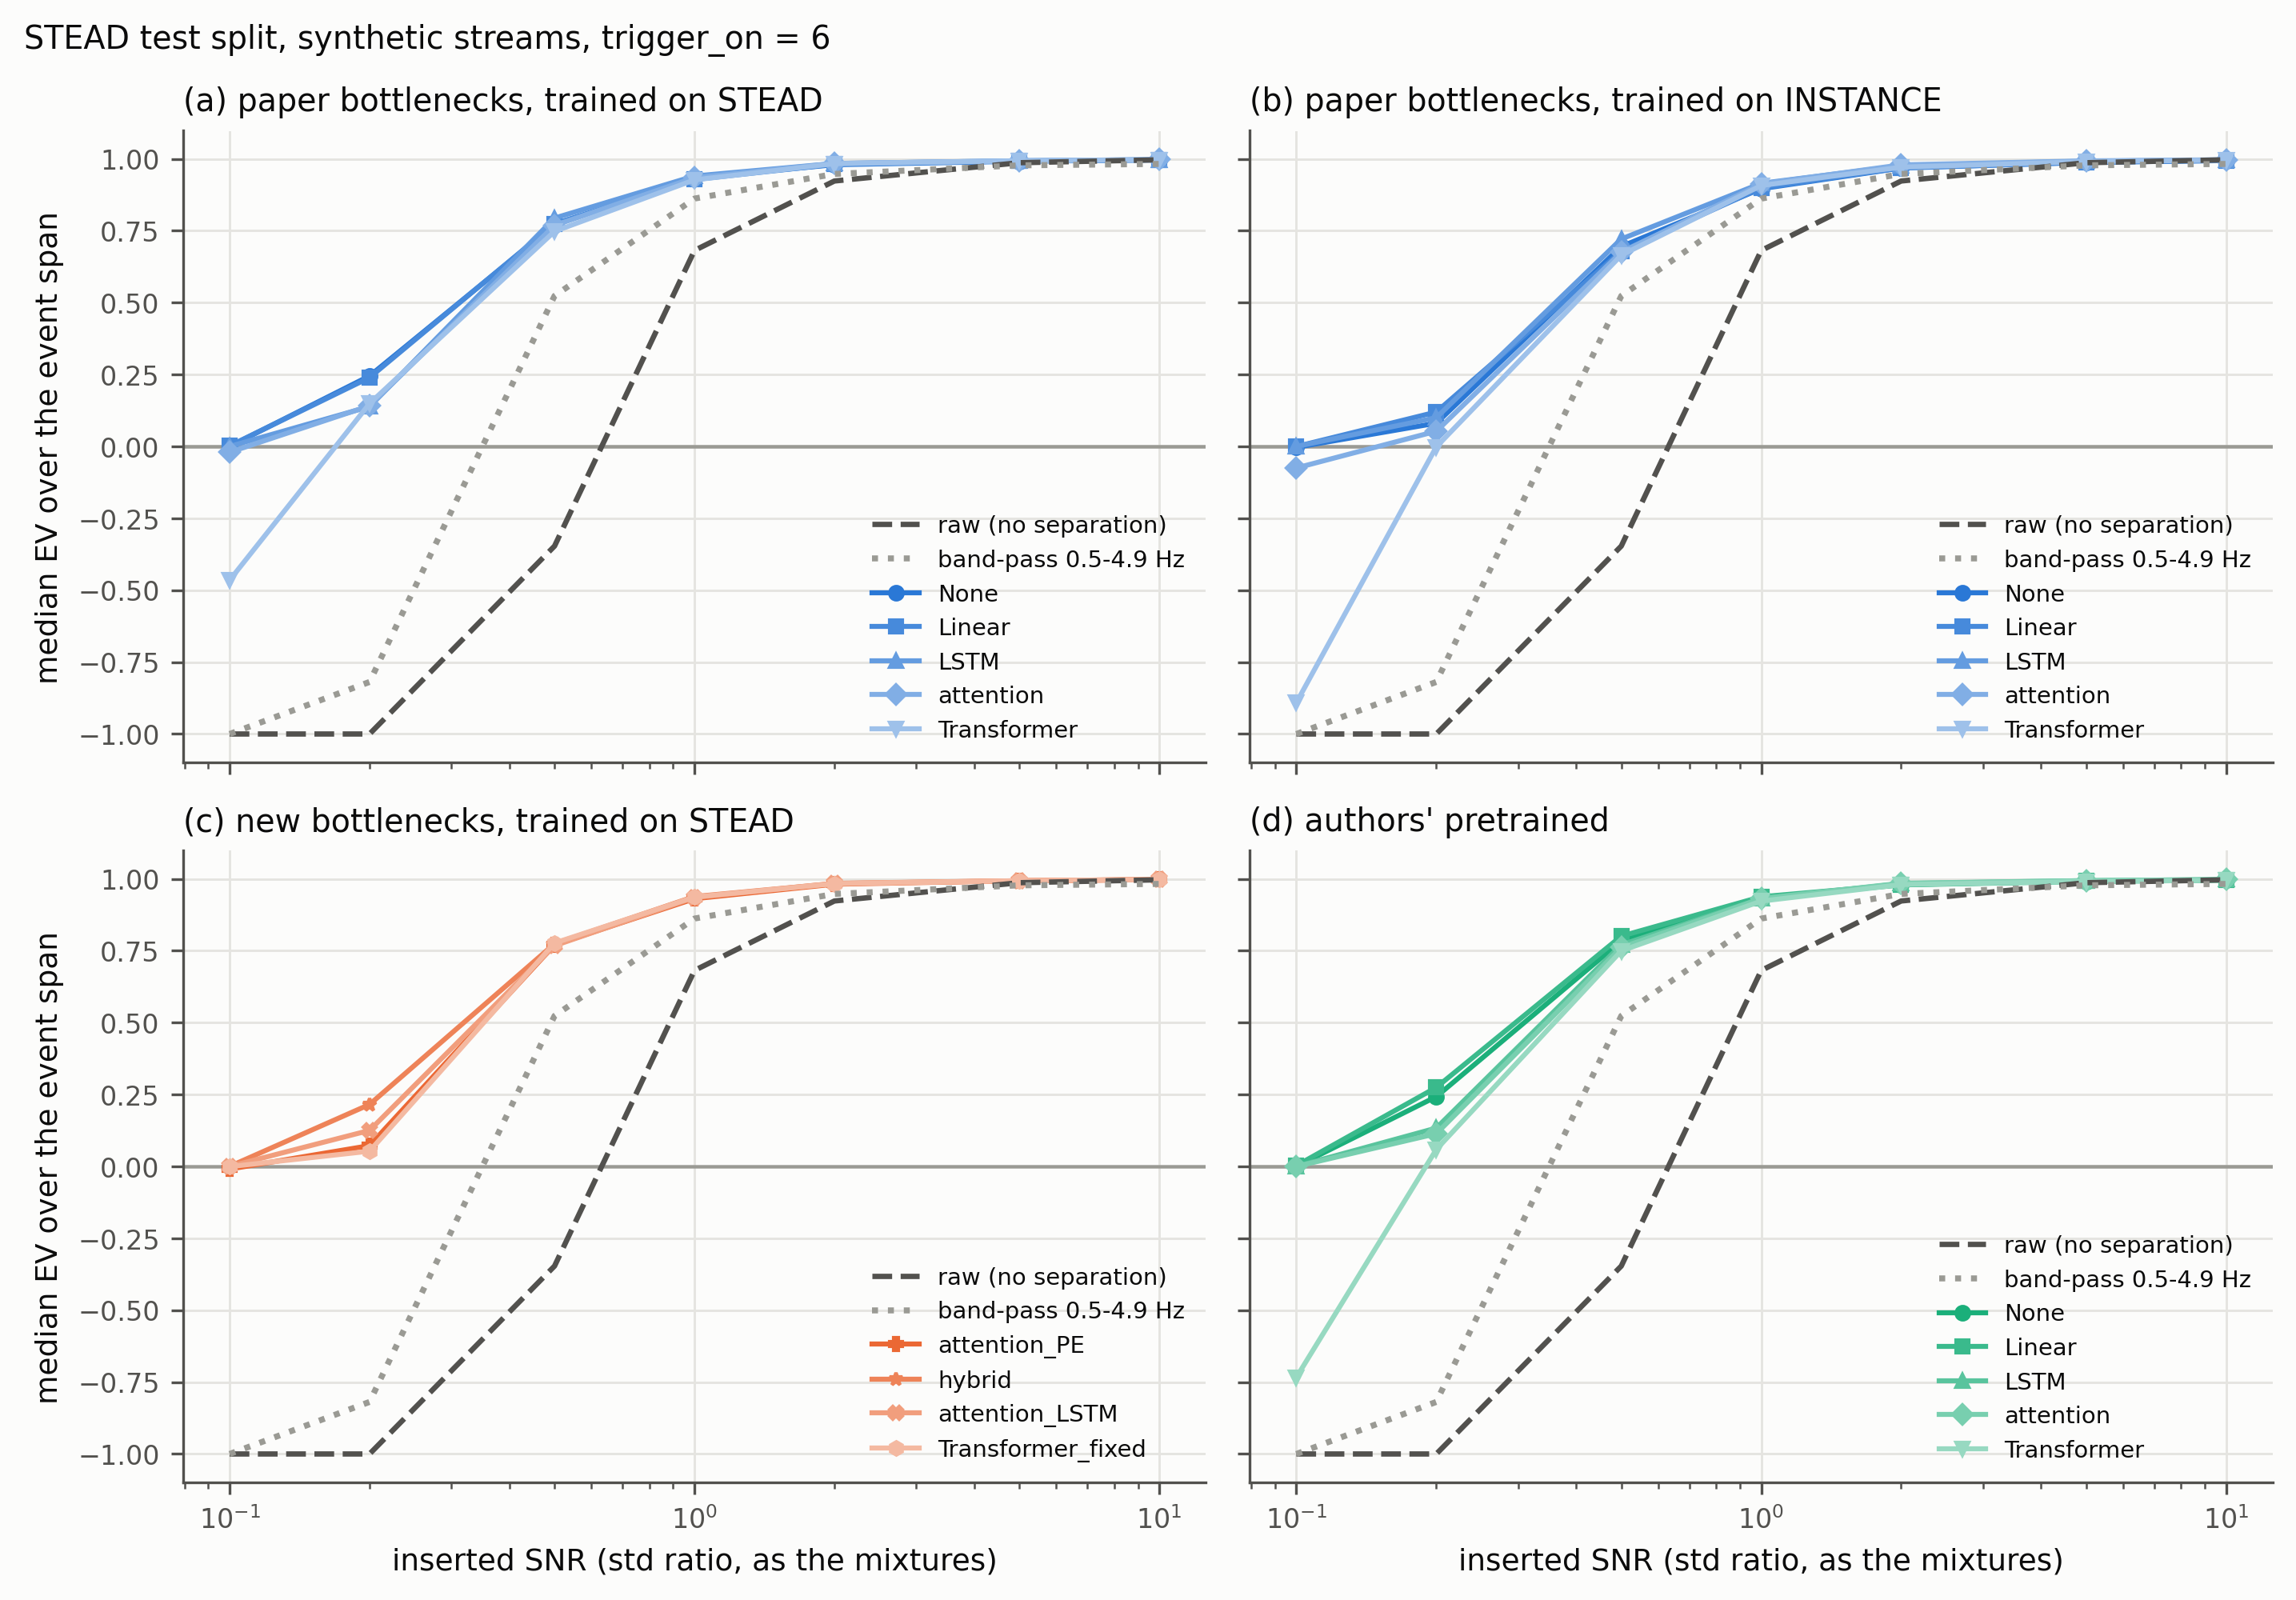 STEAD test split, synthetic streams, trigger_on = 6
(a) paper bottlenecks, trained on STEAD
median EV over the event span
1.00
0.75
0.50
0.25
0.00
−0.25
−0.50
−0.75
−1.00
raw (no separation)
band-pass 0.5-4.9 Hz
None
Linear
LSTM
attention
Transformer
(b) paper bottlenecks, trained on INSTANCE
raw (no separation)
band-pass 0.5-4.9 Hz
None
Linear
LSTM
attention
Transformer
(c) new bottlenecks, trained on STEAD
median EV over the event span
1.00
0.75
0.50
0.25
0.00
−0.25
−0.50
−0.75
−1.00
raw (no separation)
band-pass 0.5-4.9 Hz
attention_PE
hybrid
attention_LSTM
Transformer_fixed
10⁻¹ 10⁰ 10¹
inserted SNR (std ratio, as the mixtures)
(d) authors' pretrained
raw (no separation)
band-pass 0.5-4.9 Hz
None
Linear
LSTM
attention
Transformer
10⁻¹ 10⁰ 10¹
inserted SNR (std ratio, as the mixtures)